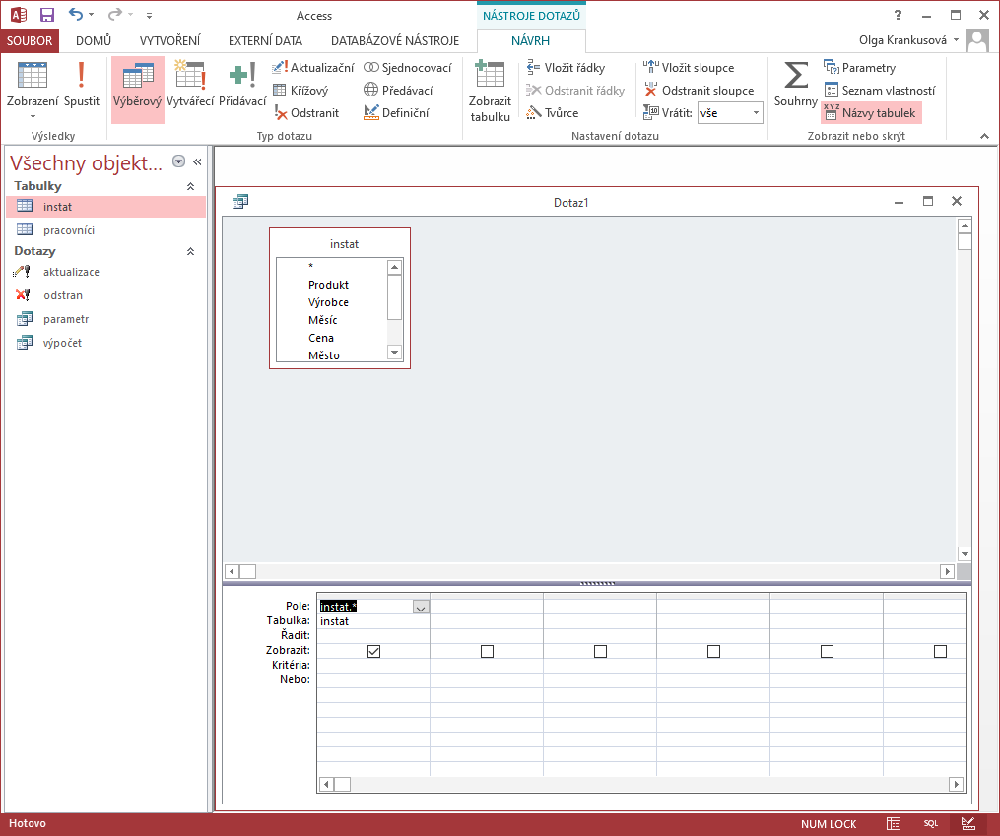 Access
NÁSTROJE DOTAZŮ
?
SOUBOR
DOMŮ
VYTVOŘENÍ
EXTERNÍ DATA
DATABÁZOVÉ NÁSTROJE
NÁVRH
Olga Krankusová
Zobrazení
Spustit
Výsledky
Výběrový
Vytvářecí
Přidávací
Aktualizační
Křížový
Odstranit
Sjednocovací
Předávací
Definiční
Typ dotazu
Zobrazit
tabulku
Vložit řádky
Odstranit řádky
Tvůrce
Vložit sloupce
Odstranit sloupce
Vrátit: vše
Nastavení dotazu
Souhrny
Parametry
Seznam vlastností
XYZ
Názvy tabulek
Zobrazit nebo skrýt
Všechny objekt...
Tabulky
instat
pracovníci
Dotazy
aktualizace
odstran
parametr
výpočet
Dotaz1
instat
*
Produkt
Výrobce
Měsíc
Cena
Město
Pole: instat.*
Tabulka: instat
Řadit:
Zobrazit:
Kritéria:
Nebo:
Hotovo
NUM LOCK
SQL